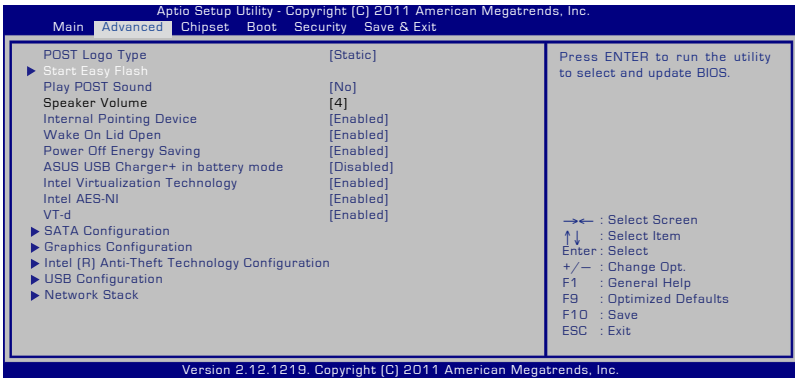 Aptio Setup Utility - Copyright (C) 2011 American Megatrends, Inc.
Main Advanced Chipset Boot Security Save & Exit
POST Logo Type [Static]
Start Easy Flash
Play POST Sound [No]
Speaker Volume [4]
Internal Pointing Device [Enabled]
Wake On Lid Open [Enabled]
Power Off Energy Saving [Enabled]
ASUS USB Charger+ in battery mode [Disabled]
Intel Virtualization Technology [Enabled]
Intel AES-NI [Enabled]
VT-d [Enabled]
SATA Configuration
Graphics Configuration
Intel (R) Anti-Theft Technology Configuration
USB Configuration
Network Stack
Press ENTER to run the utility
to select and update BIOS.
→← : Select Screen
↑↓ : Select Item
Enter : Select
+/— : Change Opt.
F1 : General Help
F9 : Optimized Defaults
F10 : Save
ESC : Exit
Version 2.12.1219. Copyright (C) 2011 American Megatrends, Inc.